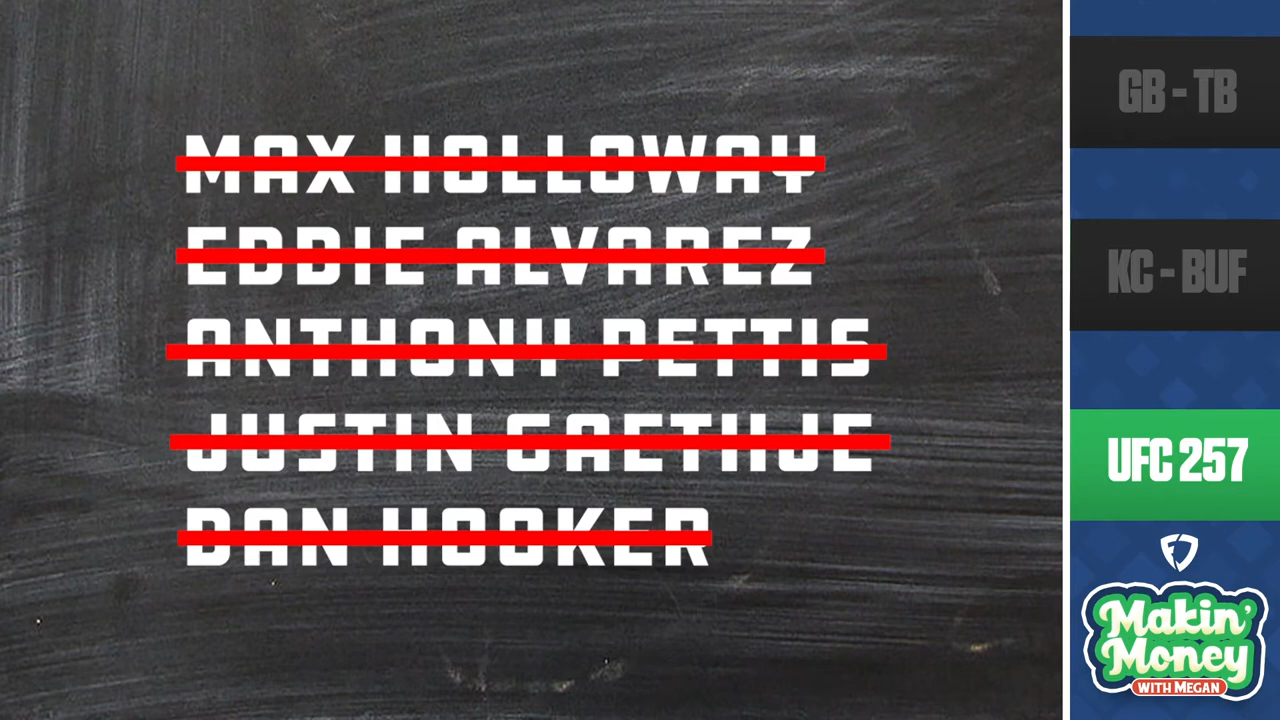 MAX HOLLOWAY
EDDIE ALVAREZ
ANTHONY PETTIS
JUSTIN GAETHJE
DAN HOOKER
GB - TB
KC - BUF
UFC 257
Makin'
Money
WITH MEGAN